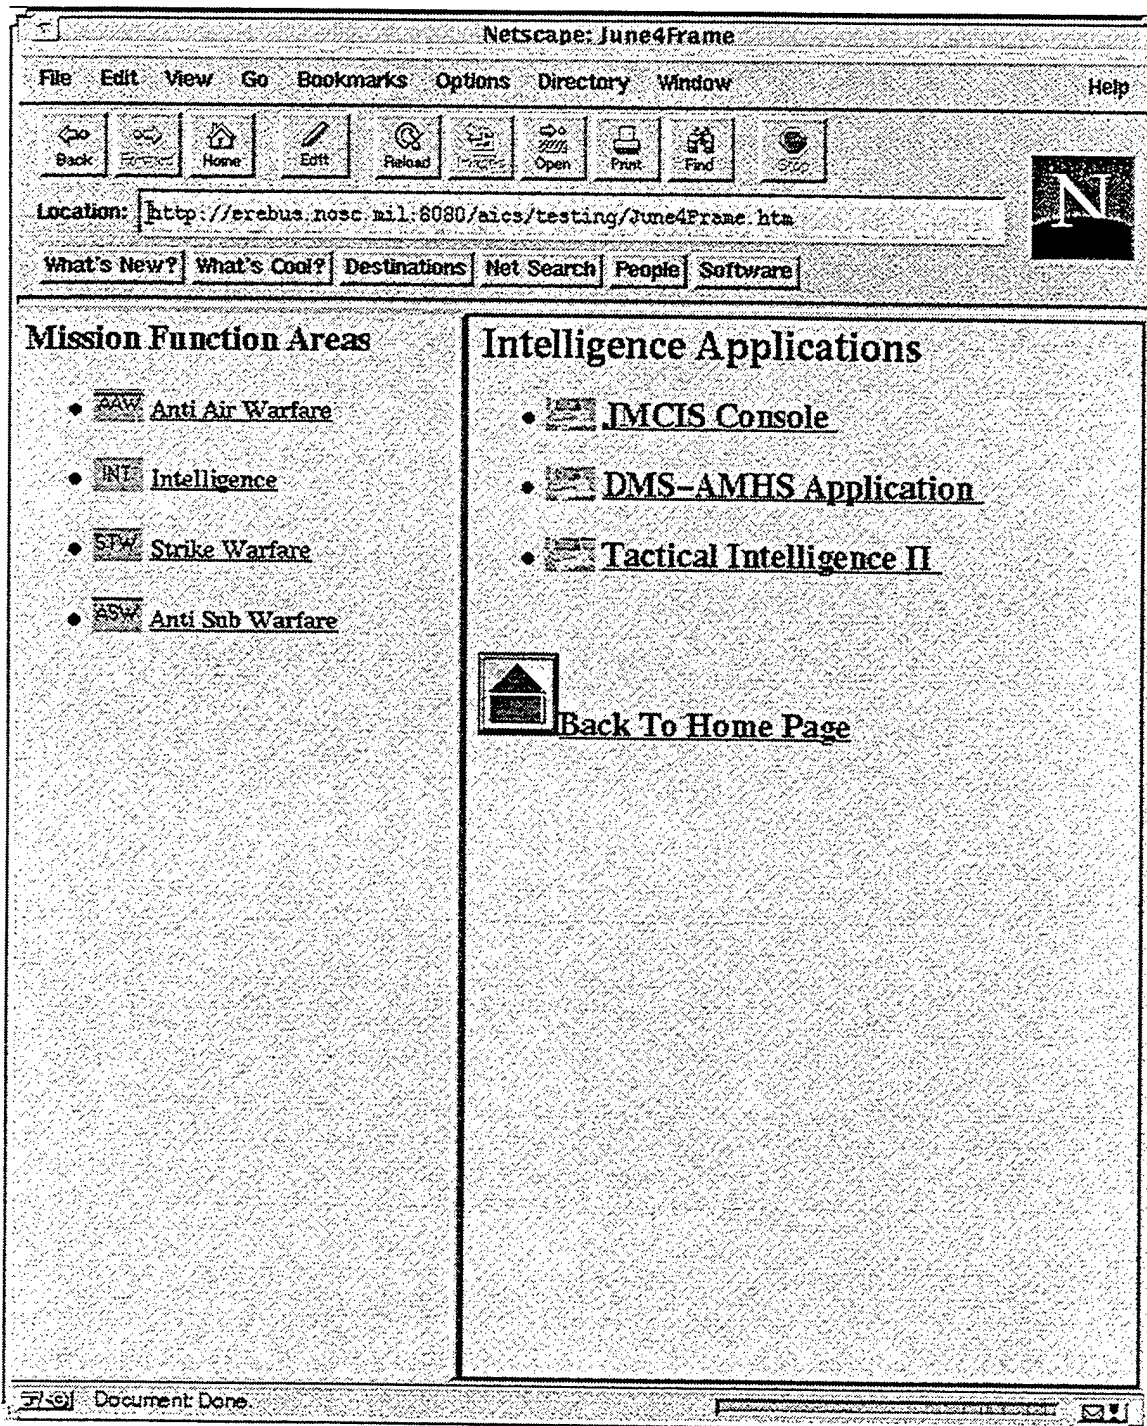 Netscape: June4Frame
File Edit View Go Bookmarks Options Directory Window Help
Back Forward Home Edit Reload Images Open Print Find Stop
N
Location: http://erebus.nosc.mil:8080/aics/testing/June4Frame.htm
What's New? What's Cool? Destinations Net Search People Software
Mission Function Areas
• AAW Anti Air Warfare
• INT Intelligence
• STW Strike Warfare
• ASW Anti Sub Warfare
Intelligence Applications
• JMCIS Console
• DMS-AMHS Application
• Tactical Intelligence II
Back To Home Page
Document: Done.